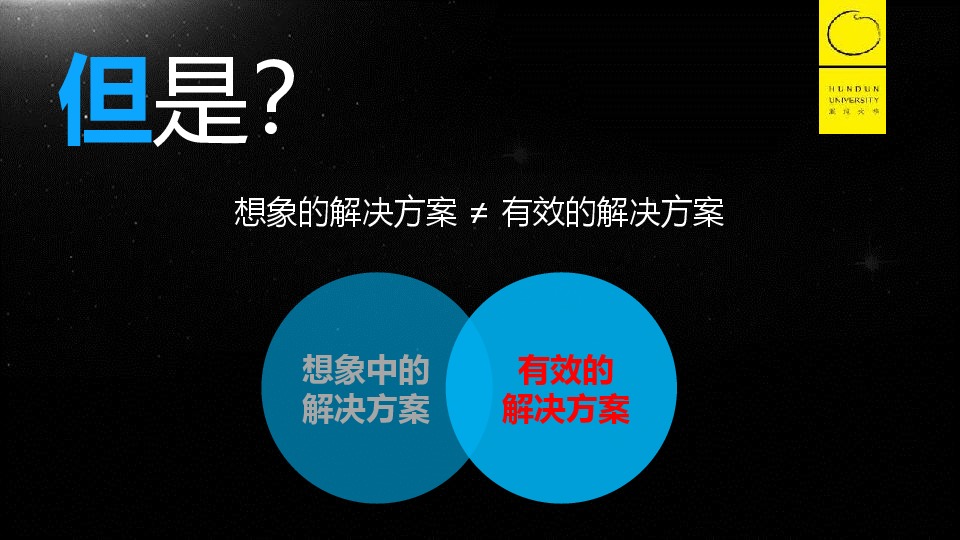 但是?
HUNDUN
UNIVERSITY
混沌大学
想象的解决方案 ≠ 有效的解决方案
想象中的
解决方案
有效的
解决方案